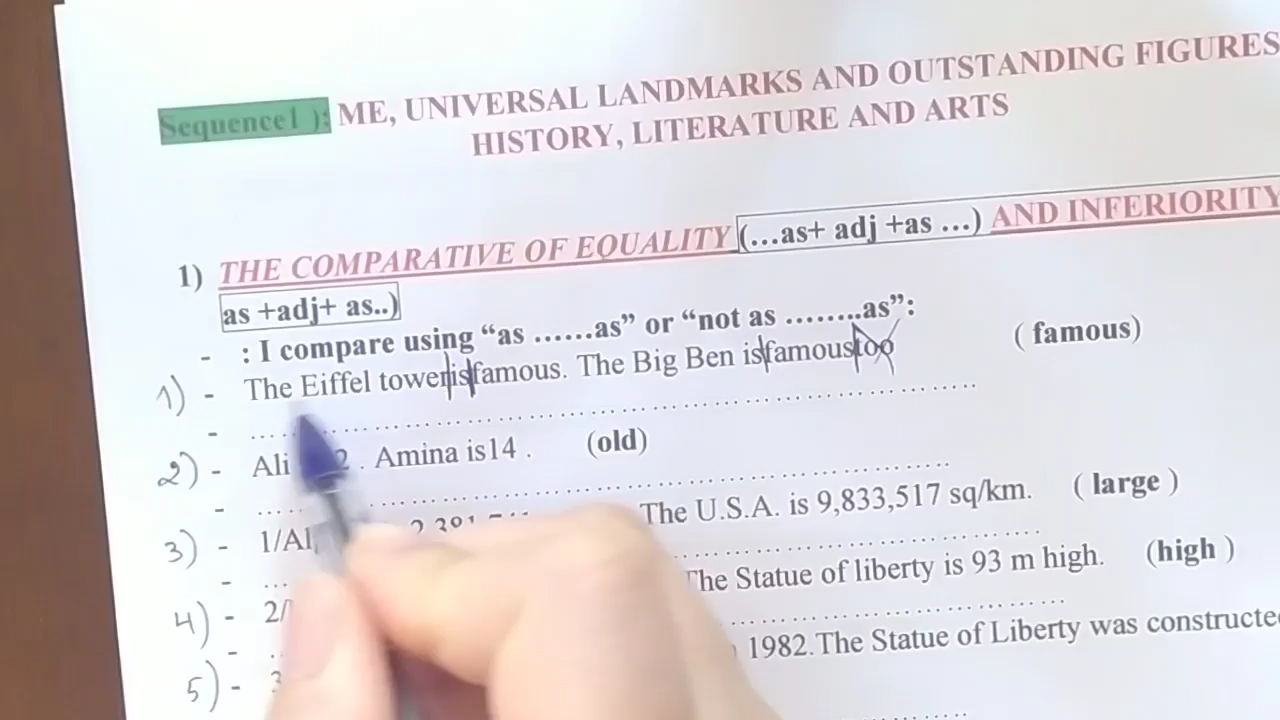 Sequence1 ): ME, UNIVERSAL LANDMARKS AND OUTSTANDING FIGURES
HISTORY, LITERATURE AND ARTS
1) THE COMPARATIVE OF EQUALITY (...as+ adj +as ...) AND INFERIORITY
as +adj+ as..)
- : I compare using “as ......as” or “not as ........as”:
1) - The Eiffel tower is famous. The Big Ben is famous too ( famous)
- ........................................
2) - Ali 2 . Amina is14 . (old)
- ........................................
3) - 1/Al The U.S.A. is 9,833,517 sq/km. ( large )
- ........................................
4) - 2/ The Statue of liberty is 93 m high. (high )
- ........................................
5) - 3 1982.The Statue of Liberty was constructe